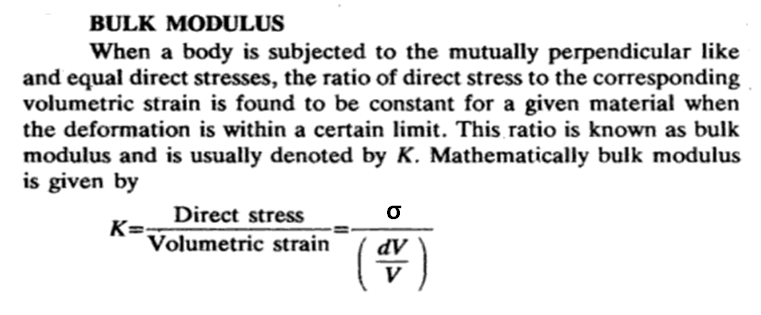 BULK MODULUS
When a body is subjected to the mutually perpendicular like
and equal direct stresses, the ratio of direct stress to the corresponding
volumetric strain is found to be constant for a given material when
the deformation is within a certain limit. This ratio is known as bulk
modulus and is usually denoted by K. Mathematically bulk modulus
is given by
K = Direct stress / Volumetric strain = σ / (dV / V)